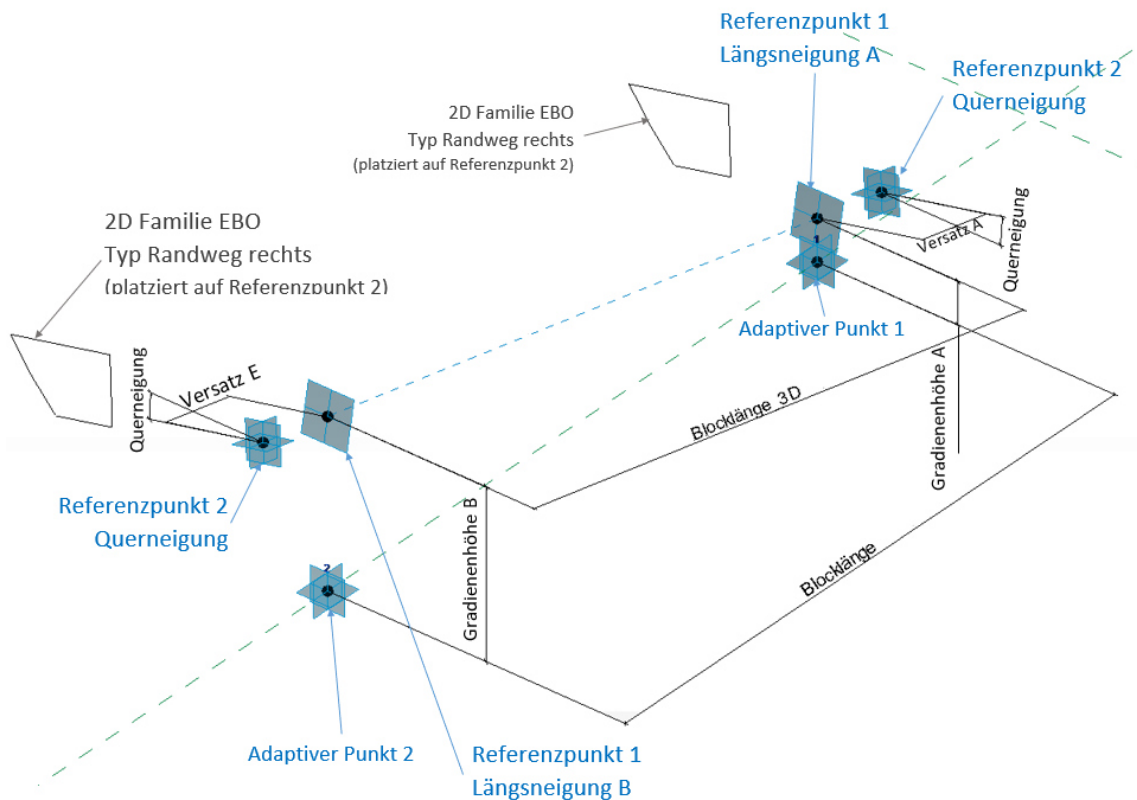 Referenzpunkt 1
Längsneigung A
Referenzpunkt 2
Querneigung
2D Familie EBO
Typ Randweg rechts
(platziert auf Referenzpunkt 2)
2D Familie EBO
Typ Randweg rechts
(platziert auf Referenzpunkt 2)
Versatz A
Querneigung
1
Adaptiver Punkt 1
Gradienenhöhe A
Querneigung
Versatz E
Blocklänge 3D
Referenzpunkt 2
Querneigung
Gradienenhöhe B
Blocklänge
2
Adaptiver Punkt 2
Referenzpunkt 1
Längsneigung B